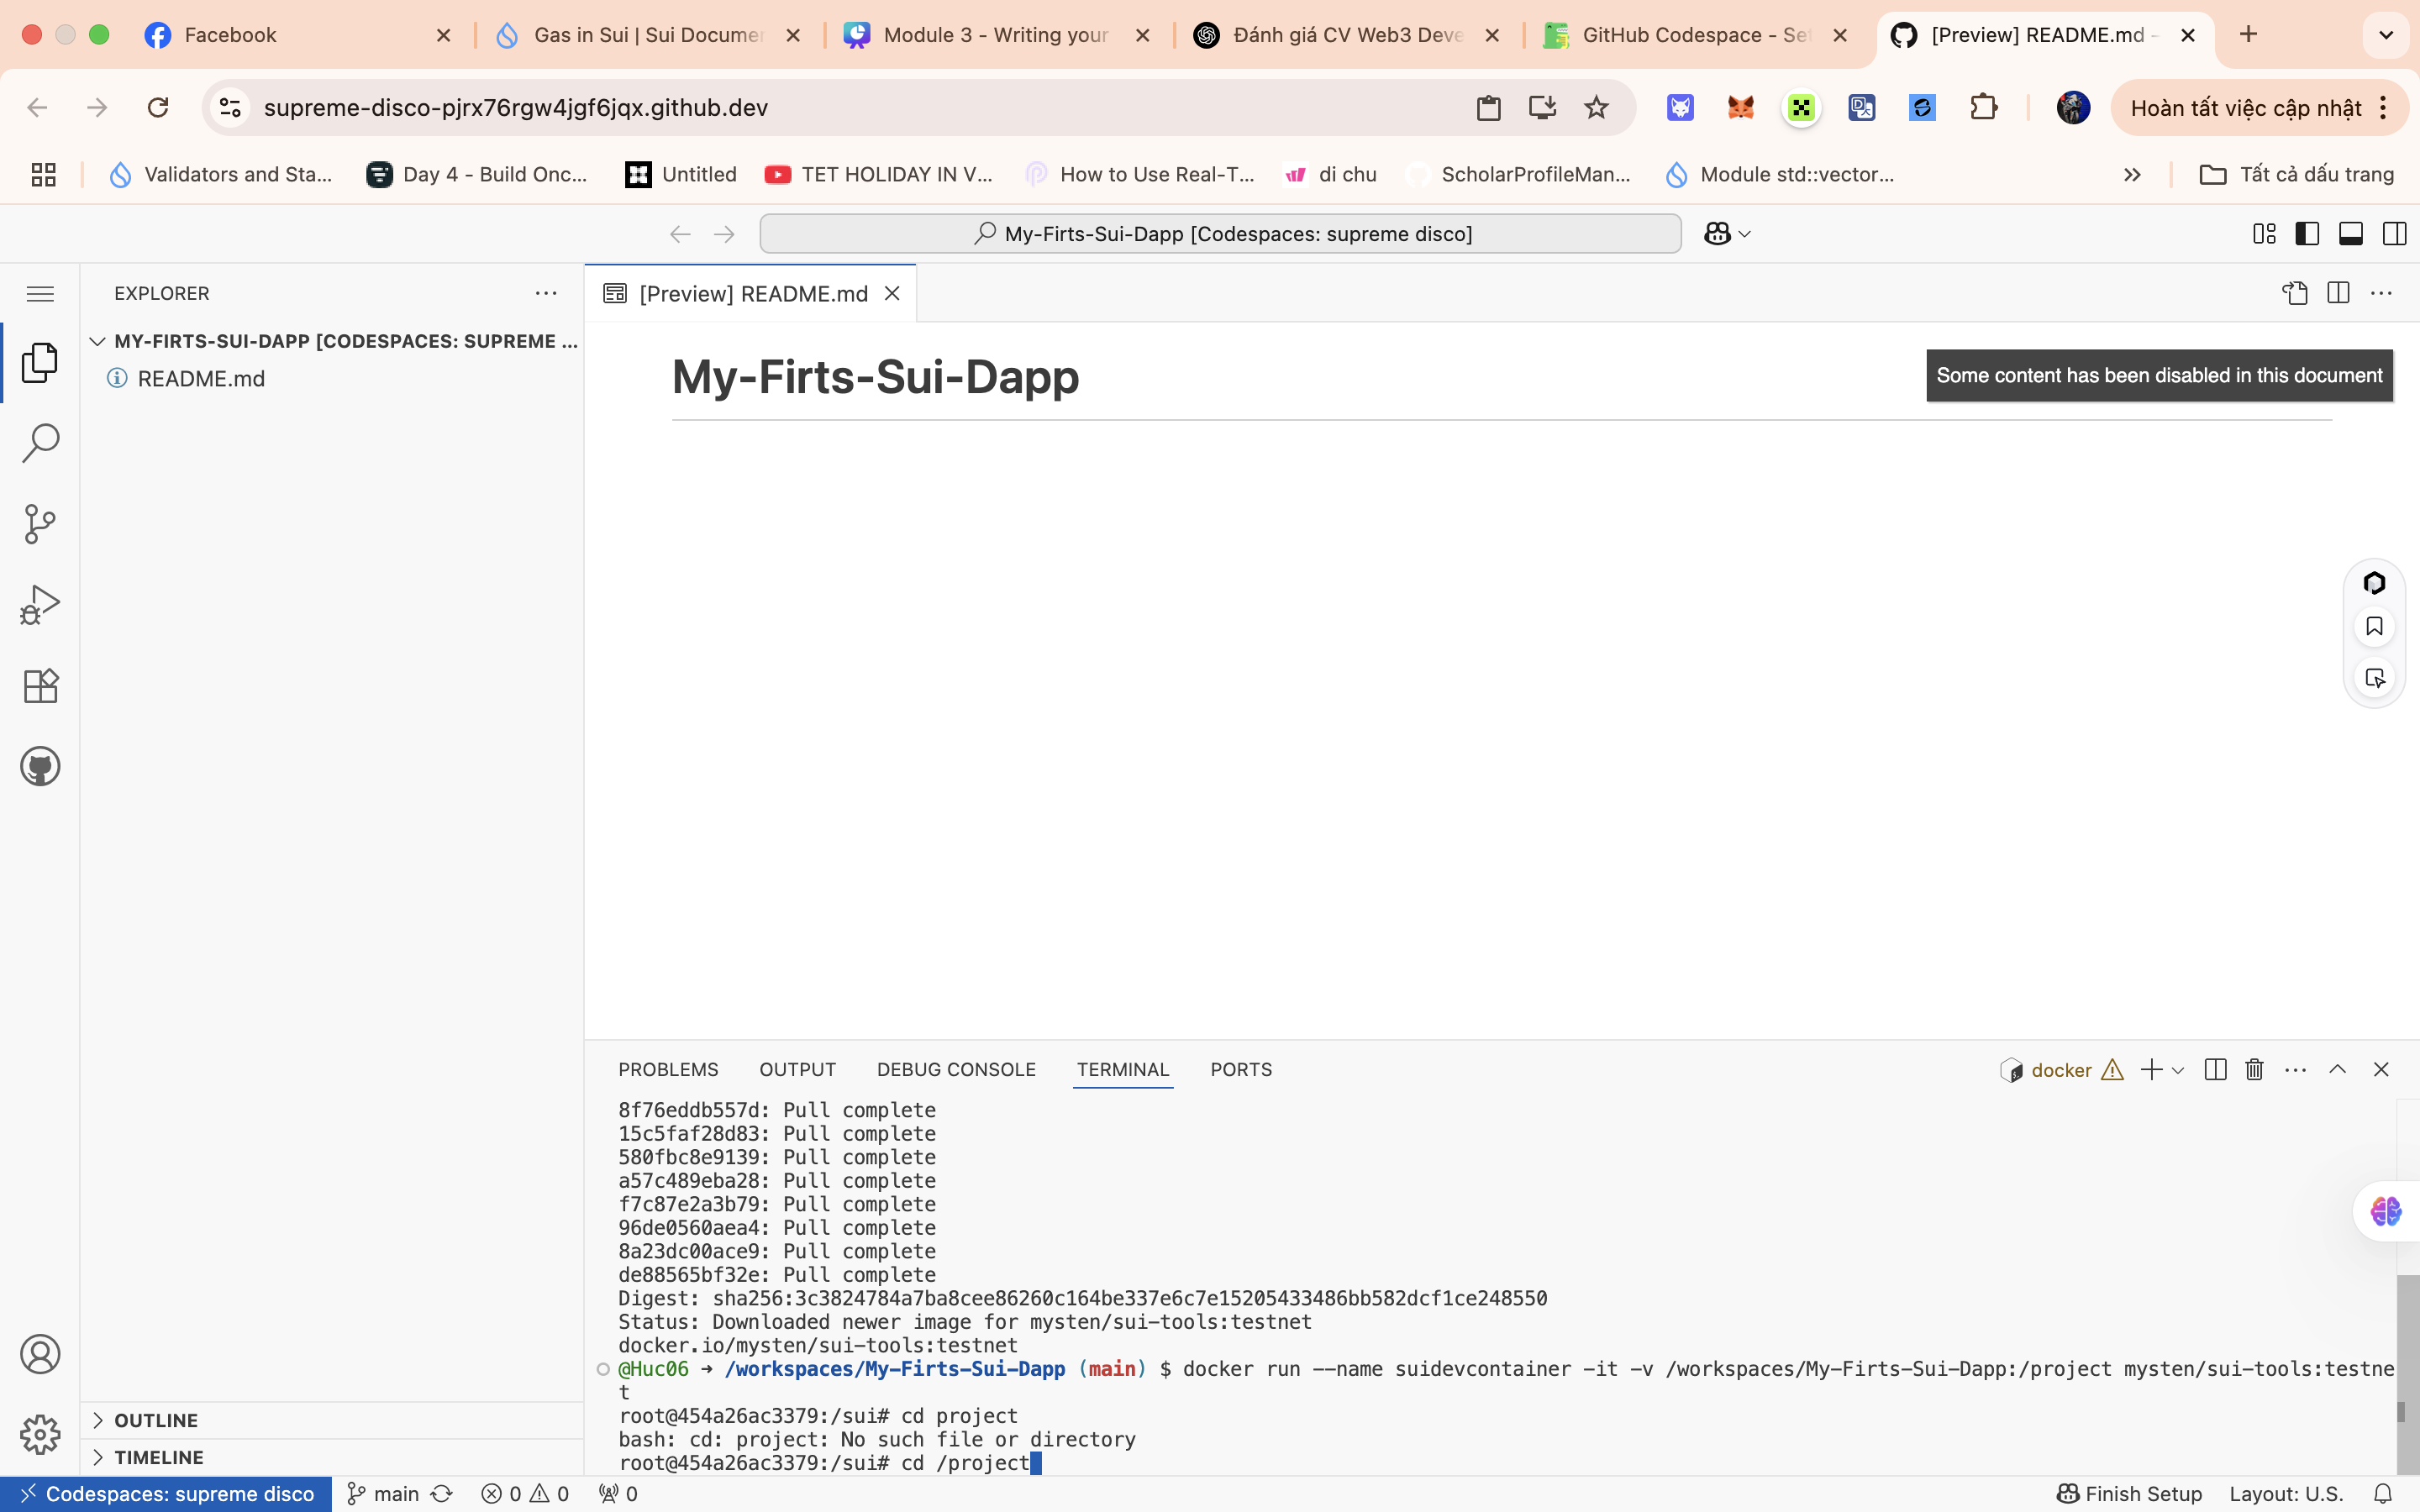 Facebook
Gas in Sui | Sui Documen
Module 3 - Writing your
Đánh giá CV Web3 Deve
GitHub Codespace - Set
[Preview] README.md -
supreme-disco-pjrx76rgw4jgf6jqx.github.dev
Hoàn tất việc cập nhật
Validators and Sta...
Day 4 - Build Onc...
Untitled
TET HOLIDAY IN V...
How to Use Real-T...
di chu
ScholarProfileMan...
Module std::vector...
Tất cả dấu trang
My-Firts-Sui-Dapp [Codespaces: supreme disco]
EXPLORER
MY-FIRTS-SUI-DAPP [CODESPACES: SUPREME ...
README.md
OUTLINE
TIMELINE
[Preview] README.md
My-Firts-Sui-Dapp
Some content has been disabled in this document
PROBLEMS
OUTPUT
DEBUG CONSOLE
TERMINAL
PORTS
docker
8f76eddb557d: Pull complete
15c5faf28d83: Pull complete
580fbc8e9139: Pull complete
a57c489eba28: Pull complete
f7c87e2a3b79: Pull complete
96de0560aea4: Pull complete
8a23dc00ace9: Pull complete
de88565bf32e: Pull complete
Digest: sha256:3c3824784a7ba8cee86260c164be337e6c7e15205433486bb582dcf1ce248550
Status: Downloaded newer image for mysten/sui-tools:testnet
docker.io/mysten/sui-tools:testnet
@Huc06 ➜ /workspaces/My-Firts-Sui-Dapp (main) $ docker run --name suidevcontainer -it -v /workspaces/My-Firts-Sui-Dapp:/project mysten/sui-tools:testne
t
root@454a26ac3379:/sui# cd project
bash: cd: project: No such file or directory
root@454a26ac3379:/sui# cd /project
Codespaces: supreme disco
main
0
0
0
Finish Setup
Layout: U.S.